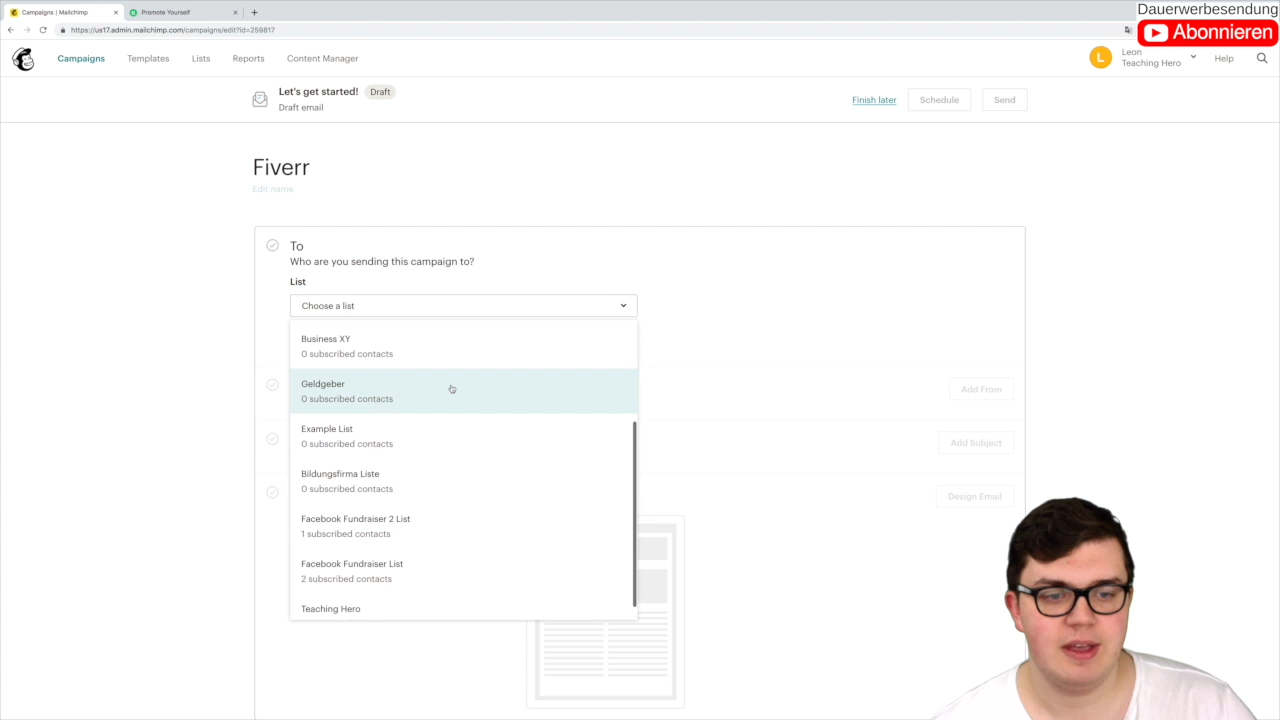 Dauerwerbesendung
Abonnieren
Campaigns | Mailchimp
Promote Yourself
https://us17.admin.mailchimp.com/campaigns/edit?id=259817
Campaigns
Templates
Lists
Reports
Content Manager
L
Leon
Teaching Hero
Help
Let's get started!
Draft
Draft email
Finish later
Schedule
Send
Fiverr
Edit name
To
Who are you sending this campaign to?
List
Choose a list
Business XY
0 subscribed contacts
Geldgeber
0 subscribed contacts
Example List
0 subscribed contacts
Bildungsfirma Liste
0 subscribed contacts
Facebook Fundraiser 2 List
1 subscribed contacts
Facebook Fundraiser List
2 subscribed contacts
Teaching Hero
Add From
Add Subject
Design Email